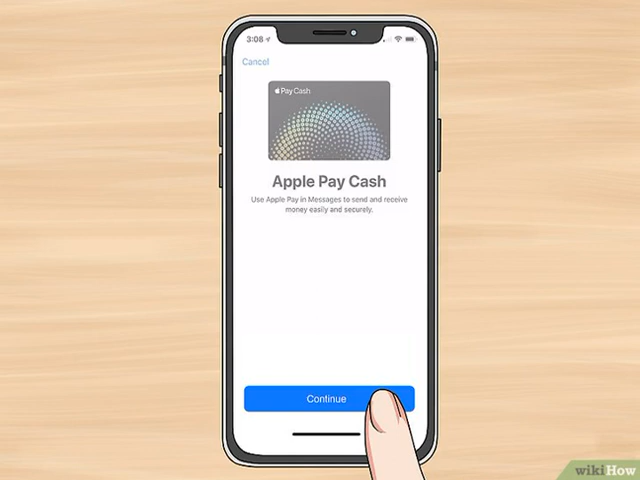 3:08
Cancel
Pay Cash
Apple Pay Cash
Use Apple Pay in Messages to send and receive
money easily and securely.
Continue
wikiHow